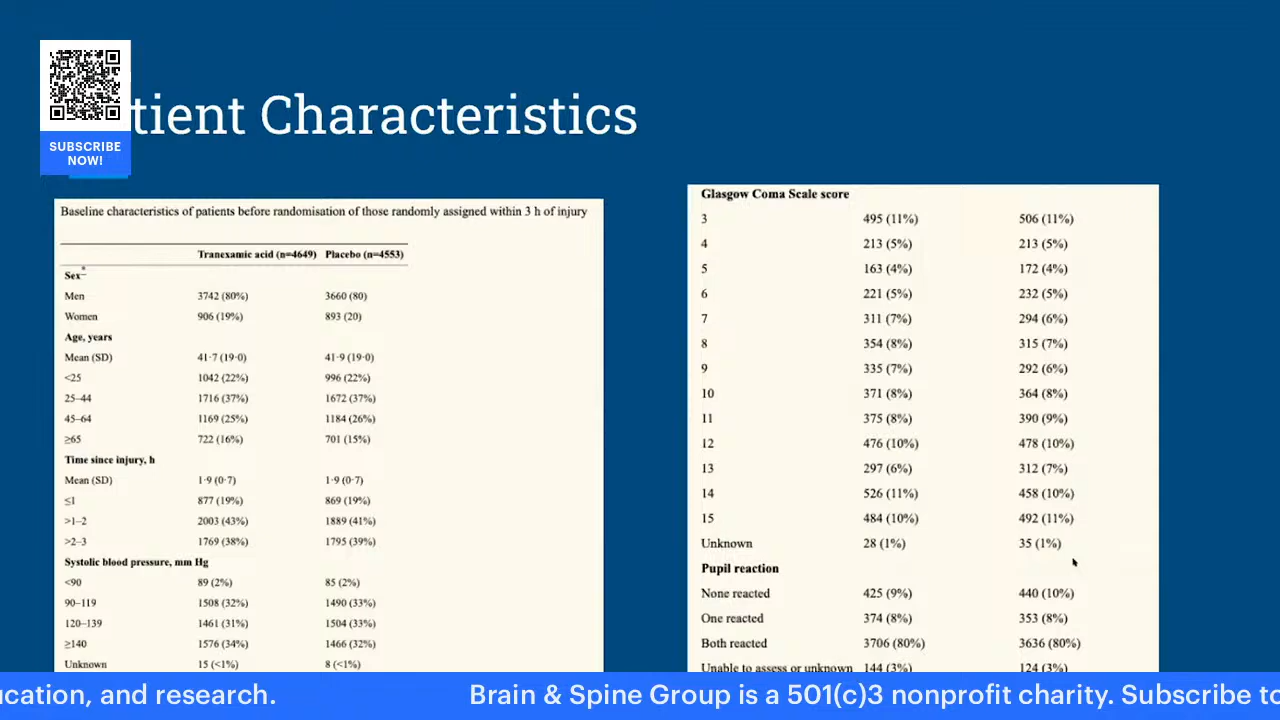 SUBSCRIBE
NOW!
tient Characteristics
Baseline characteristics of patients before randomisation of those randomly assigned within 3 h of injury
Tranexamic acid (n=4649) Placebo (n=4553)
Sex*
Men 3742 (80%) 3660 (80)
Women 906 (19%) 893 (20)
Age, years
Mean (SD) 41·7 (19·0) 41·9 (19·0)
<25 1042 (22%) 996 (22%)
25–44 1716 (37%) 1672 (37%)
45–64 1169 (25%) 1184 (26%)
≥65 722 (16%) 701 (15%)
Time since injury, h
Mean (SD) 1·9 (0·7) 1·9 (0·7)
≤1 877 (19%) 869 (19%)
>1–2 2003 (43%) 1889 (41%)
>2–3 1769 (38%) 1795 (39%)
Systolic blood pressure, mm Hg
<90 89 (2%) 85 (2%)
90–119 1508 (32%) 1490 (33%)
120–139 1461 (31%) 1504 (33%)
≥140 1576 (34%) 1466 (32%)
Unknown 15 (<1%) 8 (<1%)
Glasgow Coma Scale score
3 495 (11%) 506 (11%)
4 213 (5%) 213 (5%)
5 163 (4%) 172 (4%)
6 221 (5%) 232 (5%)
7 311 (7%) 294 (6%)
8 354 (8%) 315 (7%)
9 335 (7%) 292 (6%)
10 371 (8%) 364 (8%)
11 375 (8%) 390 (9%)
12 476 (10%) 478 (10%)
13 297 (6%) 312 (7%)
14 526 (11%) 458 (10%)
15 484 (10%) 492 (11%)
Unknown 28 (1%) 35 (1%)
Pupil reaction
None reacted 425 (9%) 440 (10%)
One reacted 374 (8%) 353 (8%)
Both reacted 3706 (80%) 3636 (80%)
Unable to assess or unknown 144 (3%) 124 (3%)
ucation, and research. Brain & Spine Group is a 501(c)3 nonprofit charity. Subscribe to